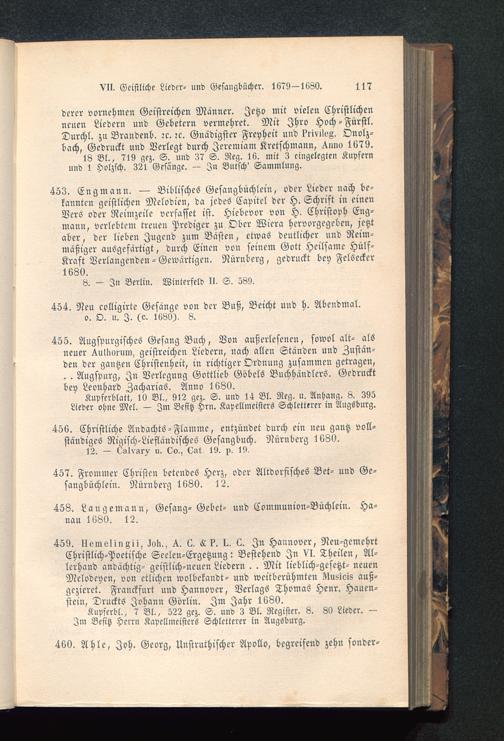 VII. Geistliche Lieder- und Gesangbücher. 1679—1680. 117
derer vornehmen Geistreichen Männer. Jetzo mit vielen Christlichen
neuen Liedern und Gebetern vermehret. Mit Ihro Hoch-Fürstl.
Durchl. zu Brandenb. ꝛc. ꝛc. Gnädigster Freyheit und Privileg. Onolz-
bach, Gedruckt und Verlegt durch Jeremiam Kretschmann, Anno 1679.
18 Bl., 719 gez. S. und 37 S. Reg. 16. mit 3 eingelegten Kupfern
und 1 Holzsch. 321 Gesänge. — In Butsch' Sammlung.
453. Engmann. — Biblisches Gesangbüchlein, oder Lieder nach be-
kannten geistlichen Melodien, da jedes Capitel der H. Schrift in einen
Vers oder Reimzeile verfasset ist. Hiebevor von H. Christoph Eng-
mann, verlebtem treuen Prediger zu Ober Wiera hervorgegeben, jetzt
aber, der lieben Jugend zum Bästen, etwas deutlicher und Reim-
mäßiger ausgefärtigt, durch Einen von seinem Gott Heilsame Hülf-
Kraft Verlangenden-Gewärtigen. Nürnberg, gedruckt bey Felsecker
1680.
8. — In Berlin. Winterfeld II. S. 589.
454. Neu colligirte Gesänge von der Buß, Beicht und h. Abendmal.
o. O. u. J. (c. 1680). 8.
455. Augspurgisches Gesang Buch, Von außerlesenen, sowol alt- als
neuer Authorum, geistreichen Liedern, nach allen Ständen und Zustän-
den der gantzen Christenheit, in richtiger Ordnung zusammen getragen,
. . Augspurg, In Verlegung Gottlieb Göbels Buchhändlers. Gedruckt
bey Leonhard Zacharias. Anno 1680.
Kupferblatt, 10 Bl., 912 gez. S. und 14 Bl. Reg. u. Anhang. 8. 395
Lieder ohne Mel. — Im Besitz Hrn. Kapellmeisters Schletterer in Augsburg.
456. Christliche Andachts-Flamme, entzündet durch ein neu gantz voll-
ständiges Rigisch-Liefländisches Gesangbuch. Nürnberg 1680.
12. — Calvary u. Co., Cat. 19. p. 19.
457. Frommer Christen betendes Herz, oder Altdorfisches Bet- und Ge-
sangbüchlein. Nürnberg 1680. 12.
458. Langemann, Gesang- Gebet- und Communion-Büchlein. Ha-
nau 1680. 12.
459. Hemelingii, Joh., A. C. & P. L. C. In Hannover, Neu-gemehrt
Christlich-Poetische Seelen-Ergetzung: Bestehend In VI. Theilen, Al-
lerhand andächtig- geistlich-neuen Liedern . . Mit lieblich-gesetzt- neuen
Melodeyen, von etlichen wolbekandt- und weitberühmten Musicis auß-
gezieret. Franckfurt und Hannover, Verlags Thomas Henr. Hauen-
stein, Druckts Johann Görlin. Im Jahr 1680.
Kupferbl., 7 Bl., 522 gez. S. und 3 Bl. Register. 8. 80 Lieder. —
Im Besitz Herrn Kapellmeisters Schletterer in Augsburg.
460. Ahle, Joh. Georg, Unstruthischer Apollo, begreifend zehn sonder-